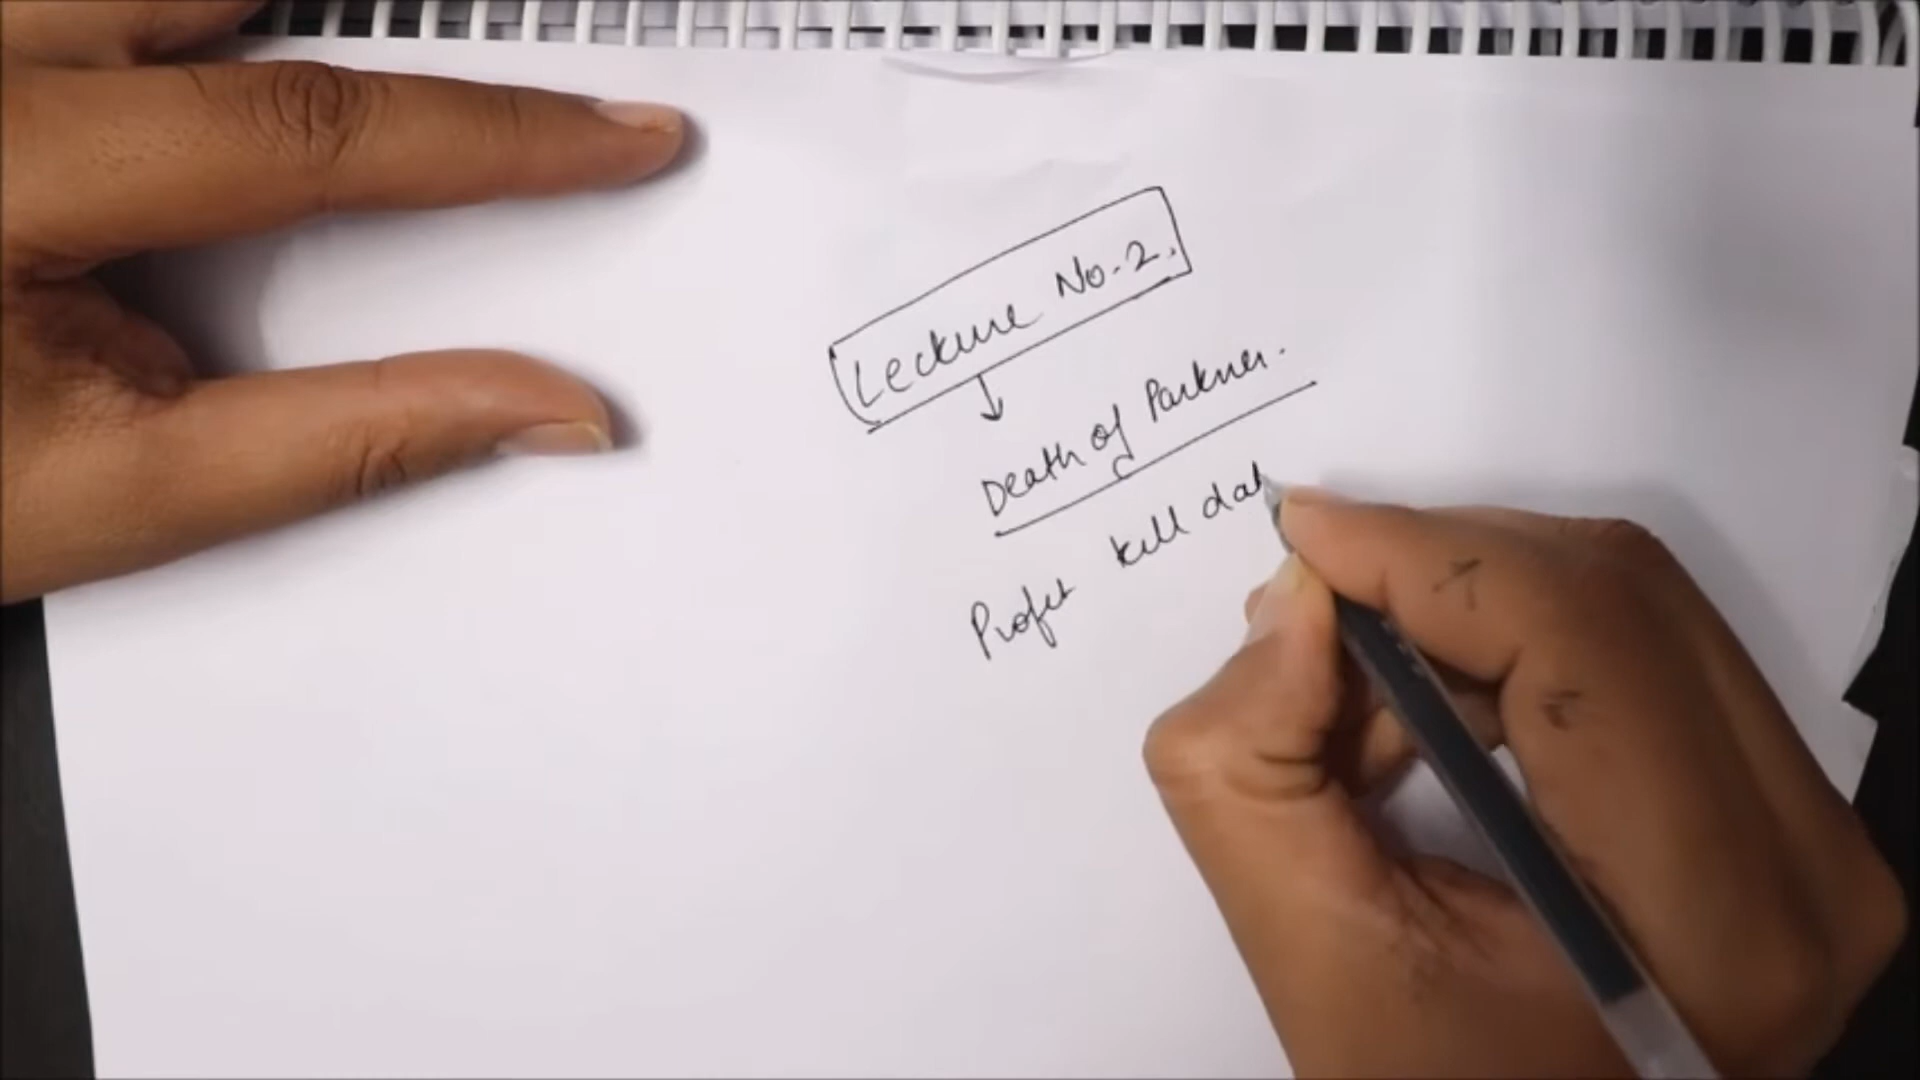 Lecture No-2.
Death of Partner.
Profit till dat